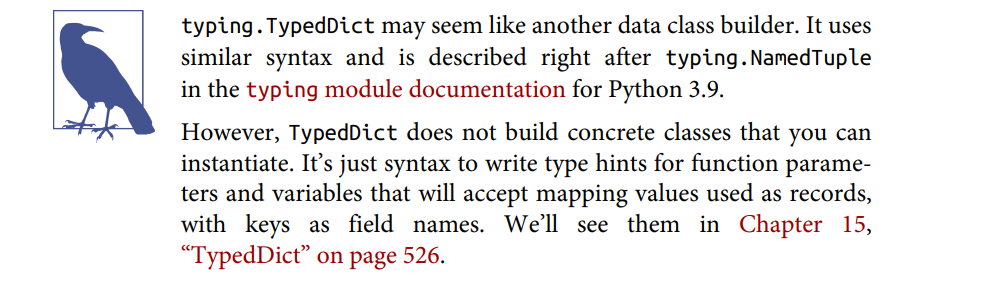 typing.TypedDict may seem like another data class builder. It uses
similar syntax and is described right after typing.NamedTuple
in the typing module documentation for Python 3.9.
However, TypedDict does not build concrete classes that you can
instantiate. It’s just syntax to write type hints for function parame-
ters and variables that will accept mapping values used as records,
with keys as field names. We’ll see them in Chapter 15,
“TypedDict” on page 526.